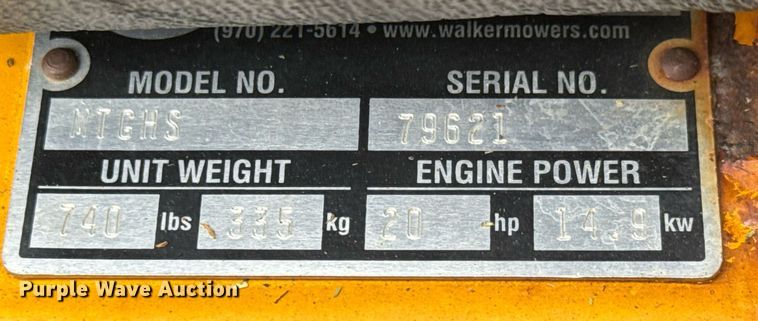 (970) 221-5614 • www.walkermowers.com
MODEL NO. SERIAL NO.
MTGHS 79621
UNIT WEIGHT ENGINE POWER
740 lbs 335 kg 20 hp 14.9 kw
Purple Wave Auction